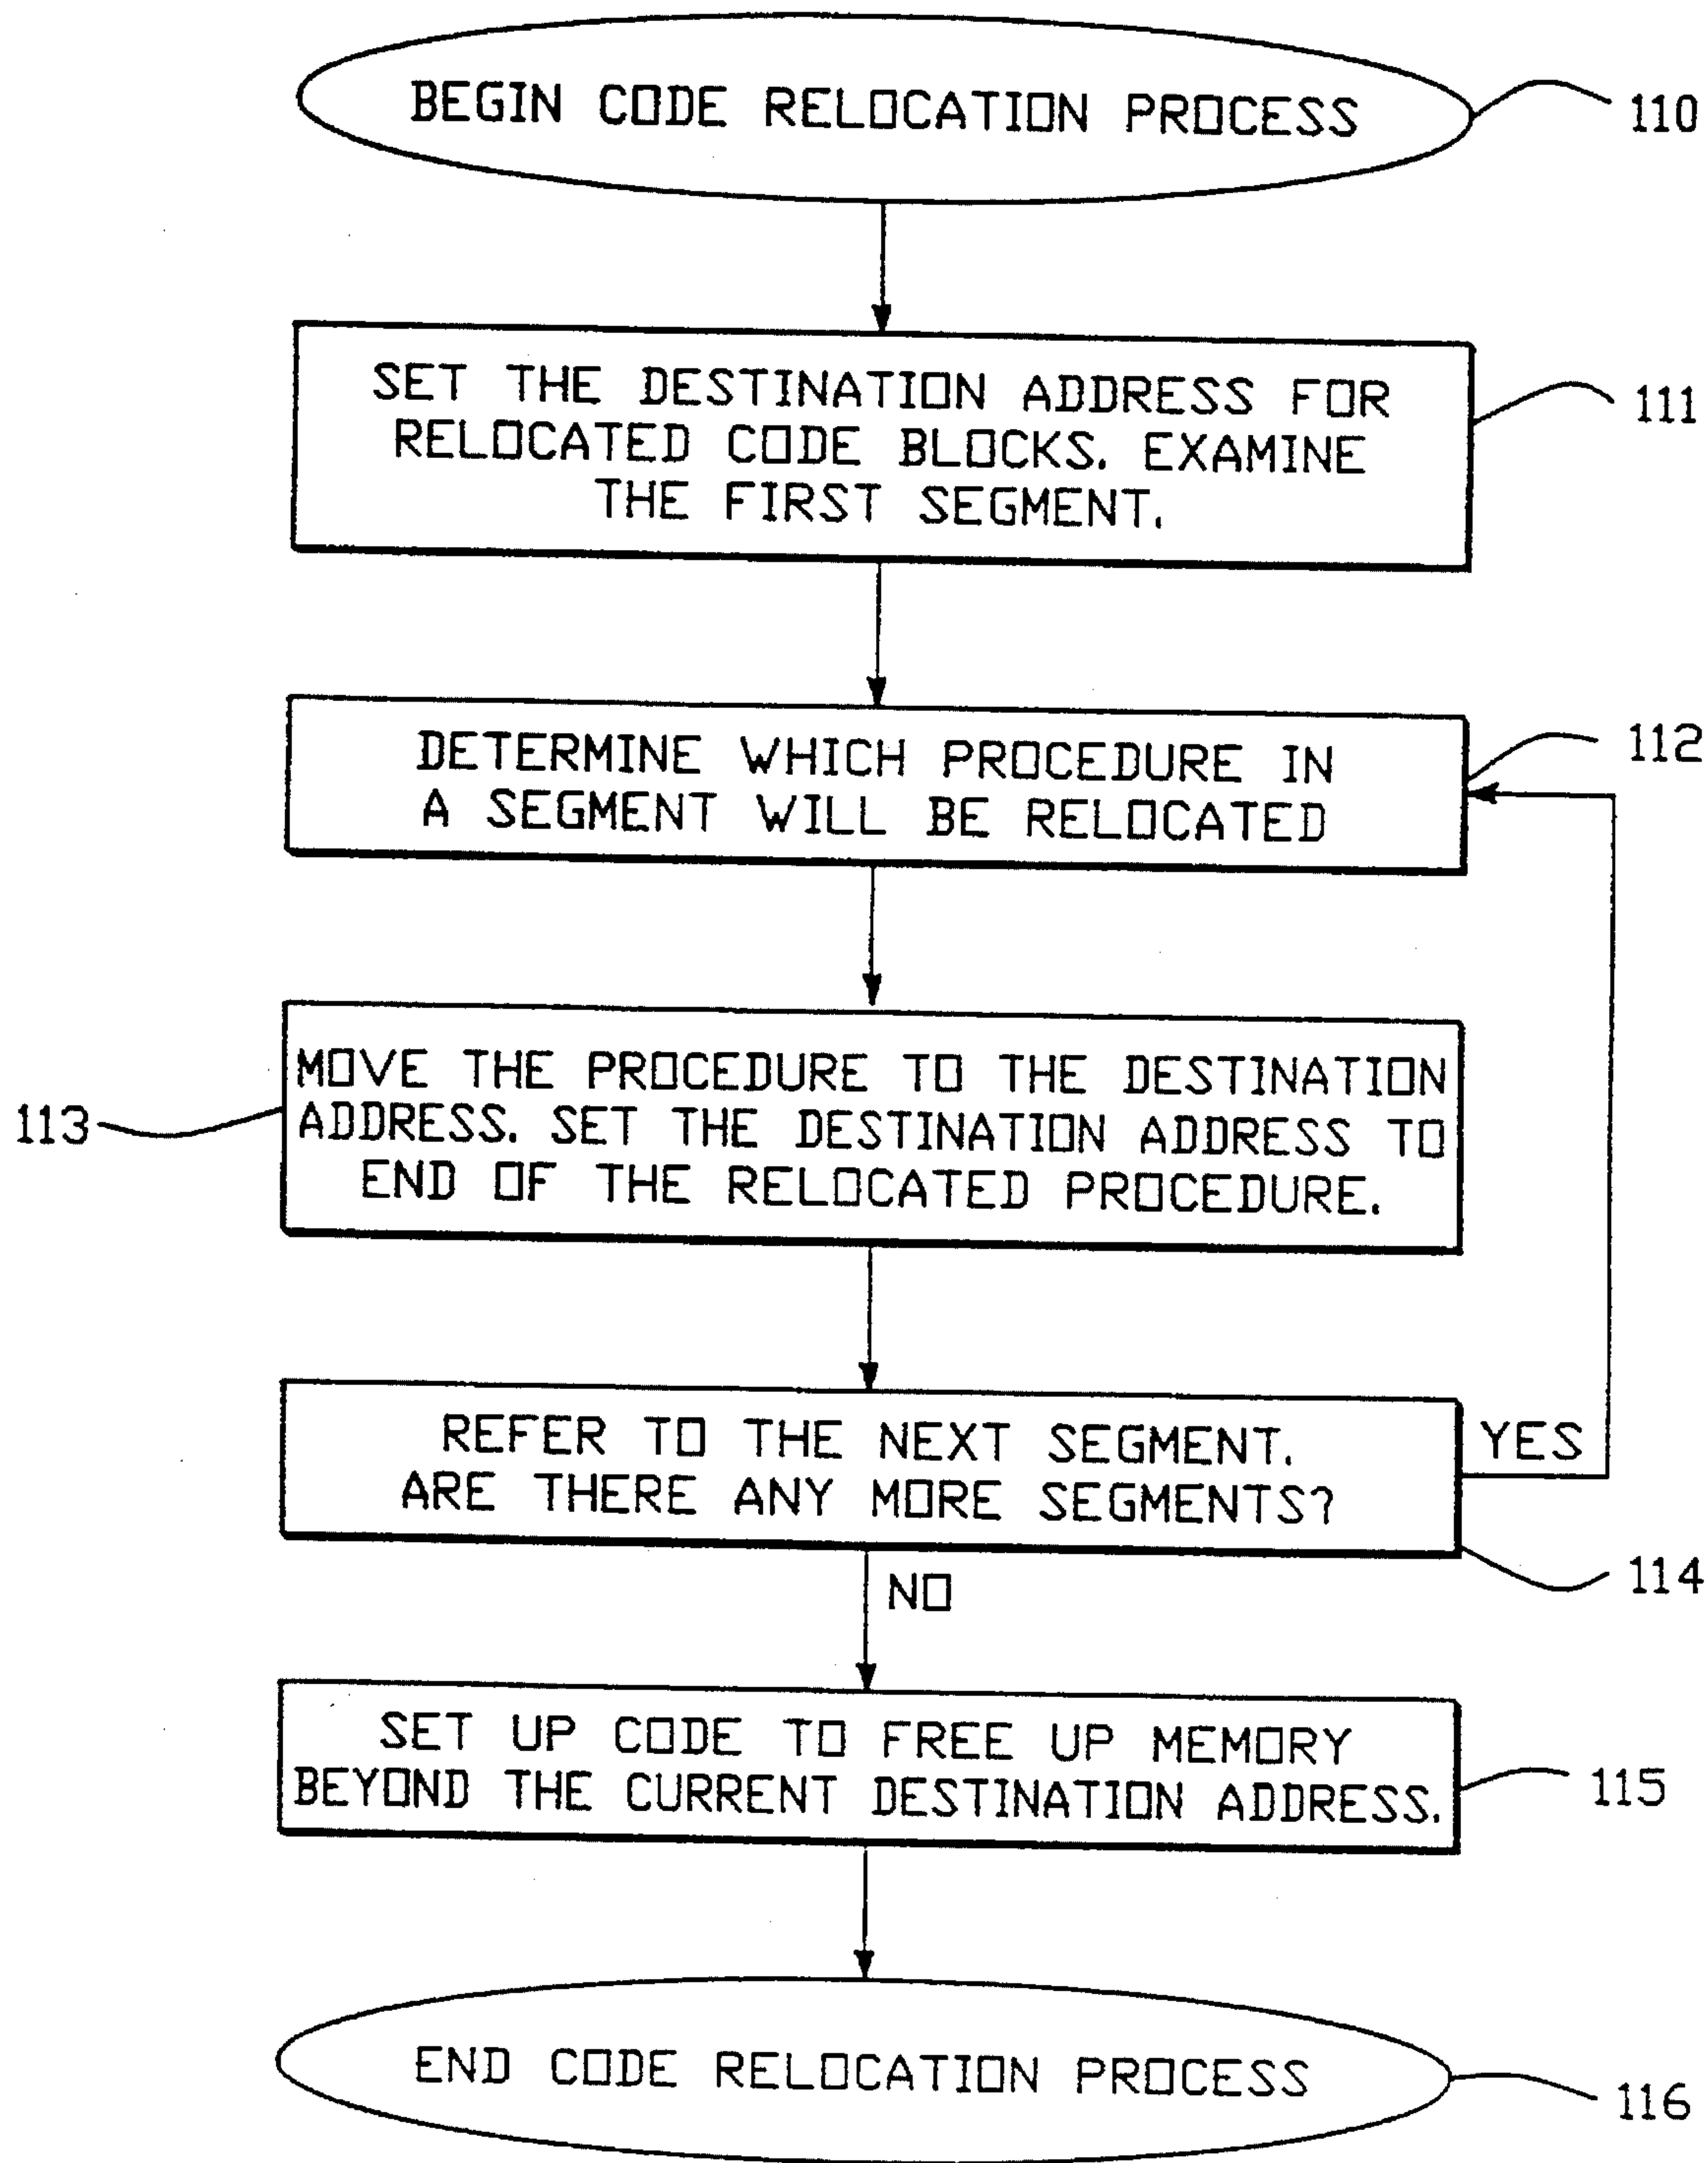 BEGIN CODE RELOCATION PROCESS
110
SET THE DESTINATION ADDRESS FOR
RELOCATED CODE BLOCKS. EXAMINE
THE FIRST SEGMENT.
111
DETERMINE WHICH PROCEDURE IN
A SEGMENT WILL BE RELOCATED
112
MOVE THE PROCEDURE TO THE DESTINATION
ADDRESS. SET THE DESTINATION ADDRESS TO
END OF THE RELOCATED PROCEDURE.
113
REFER TO THE NEXT SEGMENT.
ARE THERE ANY MORE SEGMENTS?
YES
114
NO
SET UP CODE TO FREE UP MEMORY
BEYOND THE CURRENT DESTINATION ADDRESS.
115
END CODE RELOCATION PROCESS
116